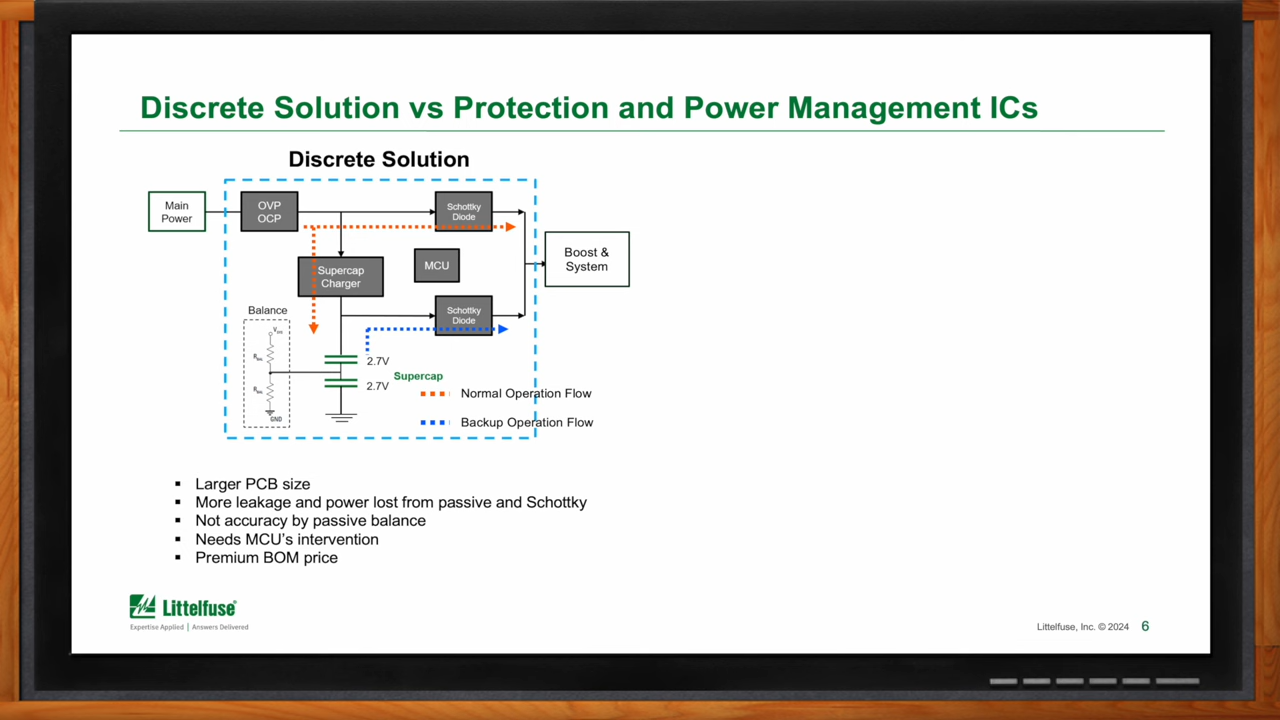 Discrete Solution vs Protection and Power Management ICs
Discrete Solution
Main
Power
OVP
OCP
Schottky
Diode
Boost &
System
Supercap
Charger
MCU
Schottky
Diode
Balance
2.7V
2.7V
Supercap
GND
Normal Operation Flow
Backup Operation Flow
▪ Larger PCB size
▪ More leakage and power lost from passive and Schottky
▪ Not accuracy by passive balance
▪ Needs MCU's intervention
▪ Premium BOM price
Littelfuse®
Expertise Applied | Answers Delivered
Littelfuse, Inc. © 2024 6